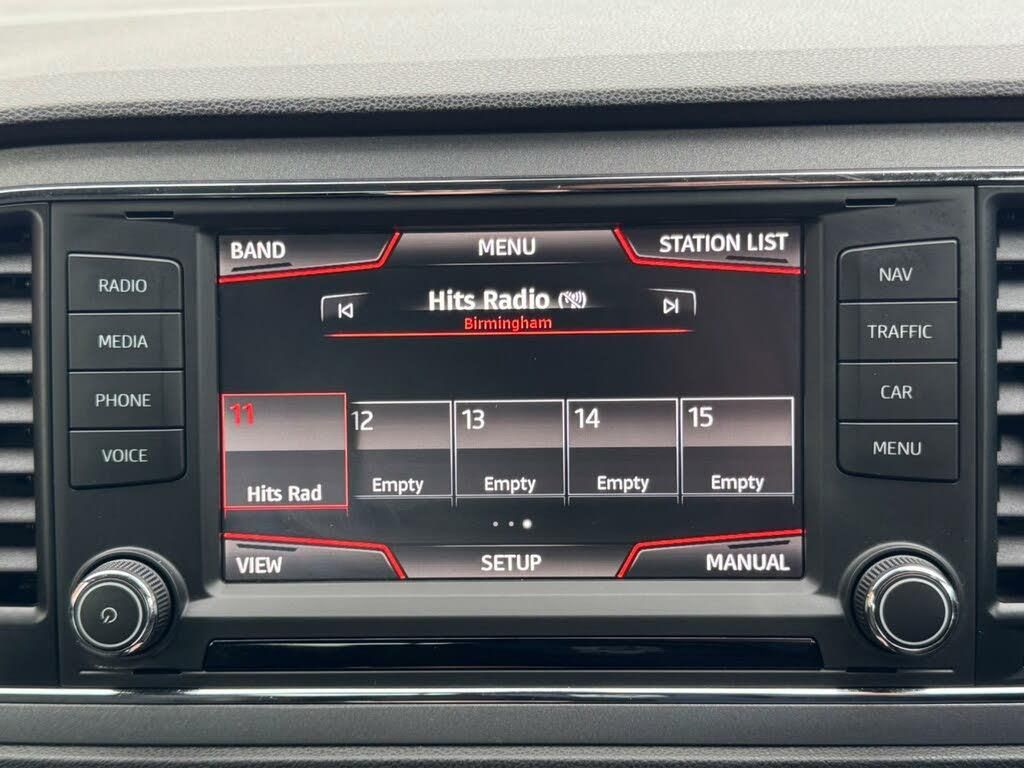 RADIO
MEDIA
PHONE
VOICE
BAND
MENU
STATION LIST
Hits Radio
Birmingham
11
Hits Rad
12
Empty
13
Empty
14
Empty
15
Empty
VIEW
SETUP
MANUAL
NAV
TRAFFIC
CAR
MENU